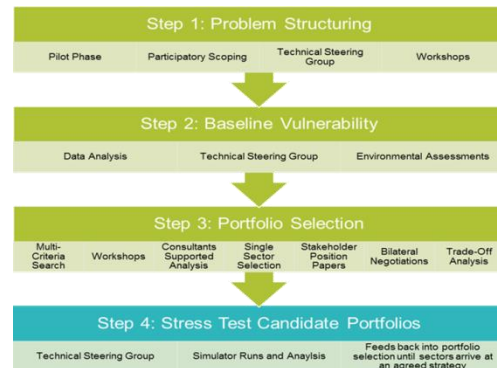 Step 1: Problem Structuring
Pilot Phase
Participatory Scoping
Technical Steering
Group
Workshops
Step 2: Baseline Vulnerability
Data Analysis
Technical Steering Group
Environmental Assessments
Step 3: Portfolio Selection
Multi-
Criteria
Search
Workshops
Consultants
Supported
Analysis
Single
Sector
Selection
Stakeholder
Position
Papers
Bilateral
Negotiations
Trade-Off
Analysis
Step 4: Stress Test Candidate Portfolios
Technical Steering Group
Simulator Runs and Anaylsis
Feeds back into portfolio
selection until sectors arrive at
an agreed strategy